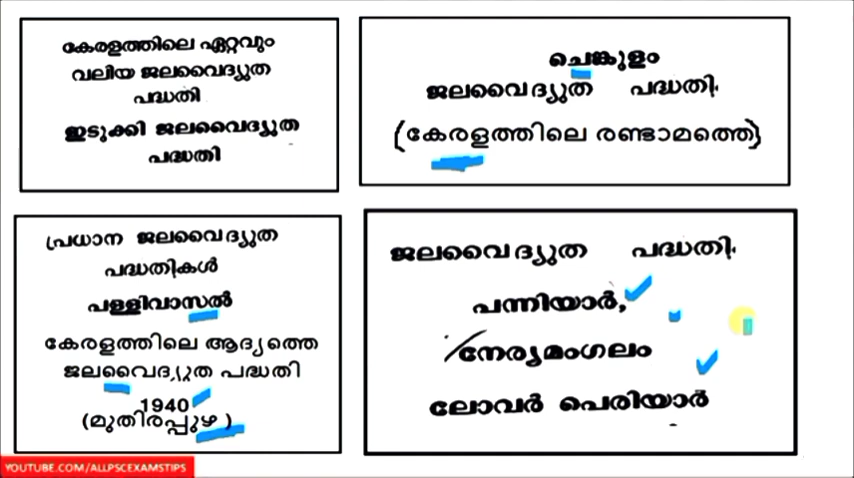 കേരളത്തിലെ ഏറ്റവും
വലിയ ജലവൈദ്യുത
പദ്ധതി
ഇടുക്കി ജലവൈദ്യുത
പദ്ധതി
ചെങ്കുളം
ജലവൈദ്യുത പദ്ധതി.
(കേരളത്തിലെ രണ്ടാമത്തെ)
പ്രധാന ജലവൈദ്യുത
പദ്ധതികൾ
പള്ളിവാസൽ
കേരളത്തിലെ ആദ്യത്തെ
ജലവൈദ്യുത പദ്ധതി
1940
(മുതിരപ്പുഴ)
ജലവൈദ്യുത പദ്ധതി.
പന്നിയാർ,
നേര്യമംഗലം
ലോവർ പെരിയാർ
YOUTUBE.COM/ALLPSCEXAMSTIPS